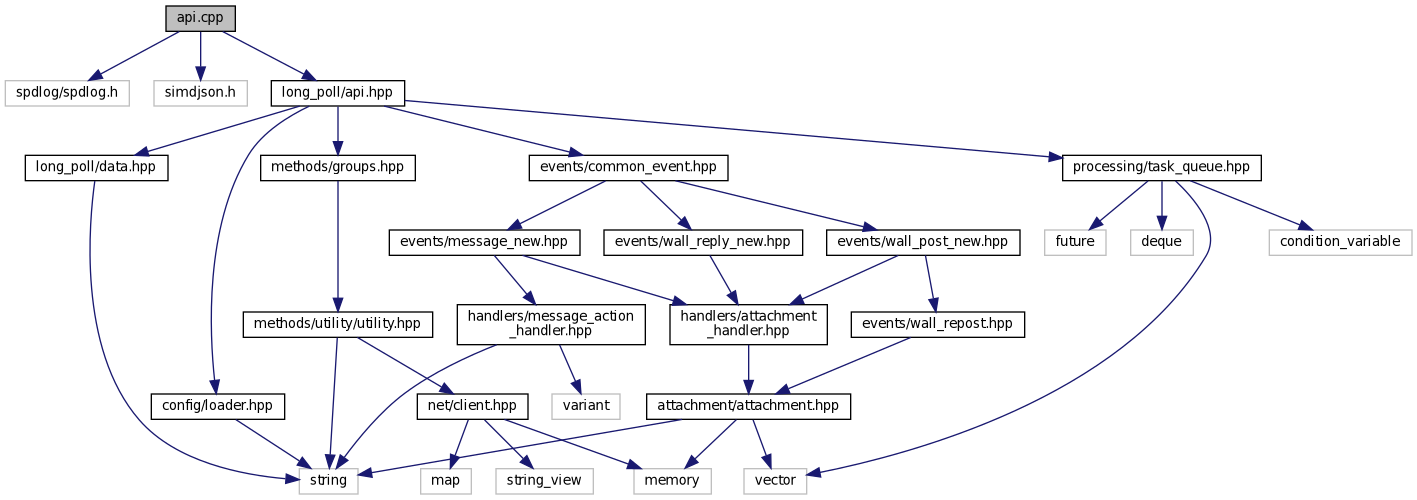 api.cpp
spdlog/spdlog.h
simdjson.h
long_poll/api.hpp
long_poll/data.hpp
methods/groups.hpp
events/common_event.hpp
processing/task_queue.hpp
events/message_new.hpp
events/wall_reply_new.hpp
events/wall_post_new.hpp
future
deque
condition_variable
methods/utility/utility.hpp
handlers/message_action
_handler.hpp
handlers/attachment
_handler.hpp
events/wall_repost.hpp
config/loader.hpp
net/client.hpp
variant
attachment/attachment.hpp
string
map
string_view
memory
vector